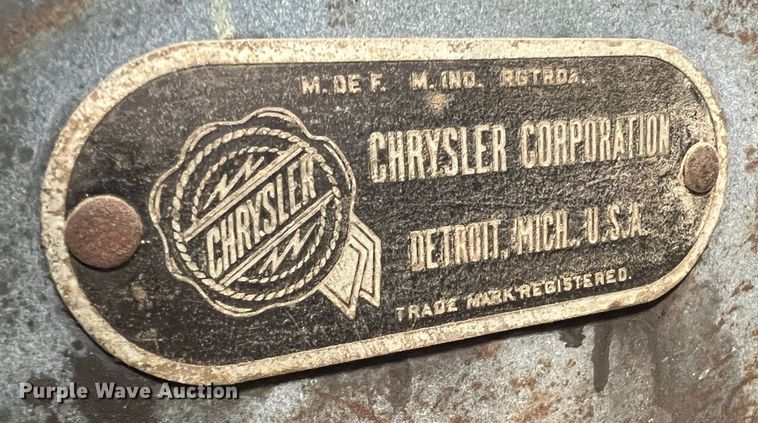 M. DE F. M. IND. RGTRDA.
CHRYSLER CORPORATION
CHRYSLER
DETROIT, MICH., U.S.A.
TRADE MARK REGISTERED.
Purple Wave Auction